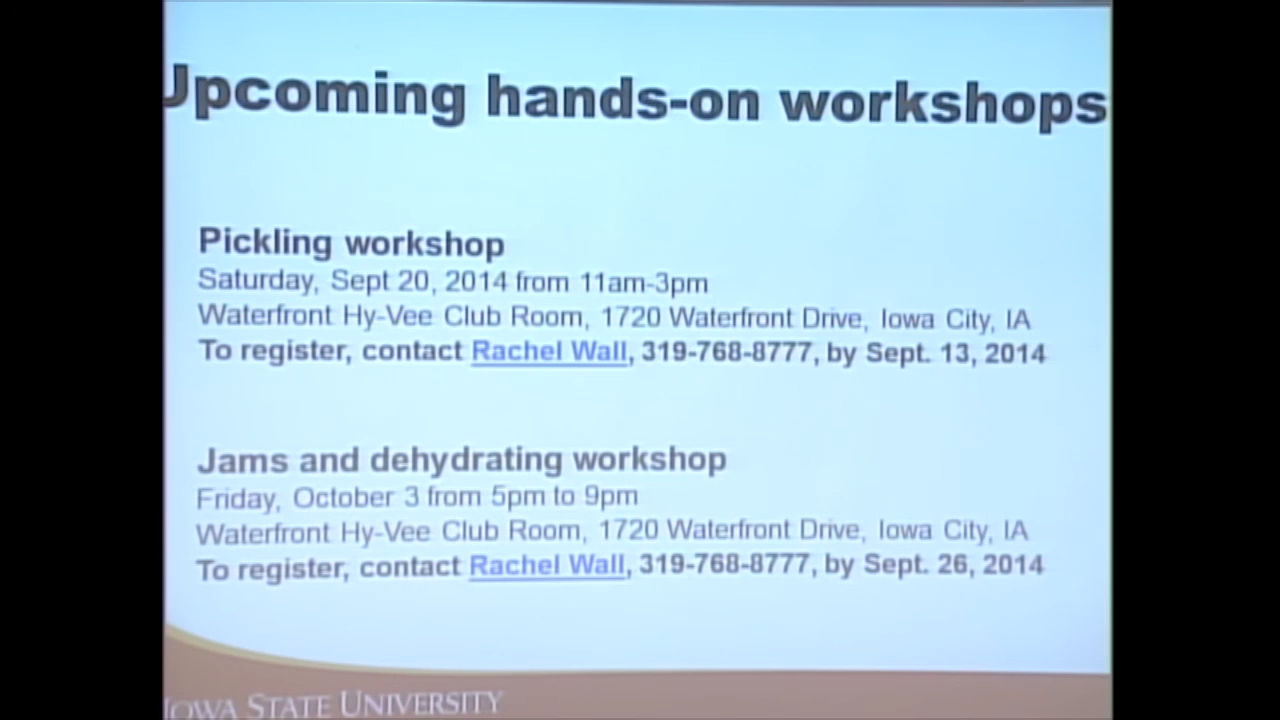 Upcoming hands-on workshops
Pickling workshop
Saturday, Sept 20, 2014 from 11am-3pm
Waterfront Hy-Vee Club Room, 1720 Waterfront Drive, Iowa City, IA
To register, contact Rachel Wall, 319-768-8777, by Sept. 13, 2014
Jams and dehydrating workshop
Friday, October 3 from 5pm to 9pm
Waterfront Hy-Vee Club Room, 1720 Waterfront Drive, Iowa City, IA
To register, contact Rachel Wall, 319-768-8777, by Sept. 26, 2014
IOWA STATE UNIVERSITY